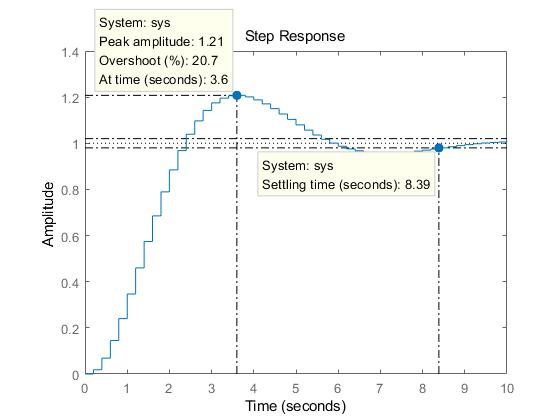 System: sys
Peak amplitude: 1.21
Overshoot (%): 20.7
At time (seconds): 3.6
Step Response
1.4
1.2
1
0.8
0.6
0.4
0.2
0
Amplitude
System: sys
Settling time (seconds): 8.39
0 1 2 3 4 5 6 7 8 9 10
Time (seconds)